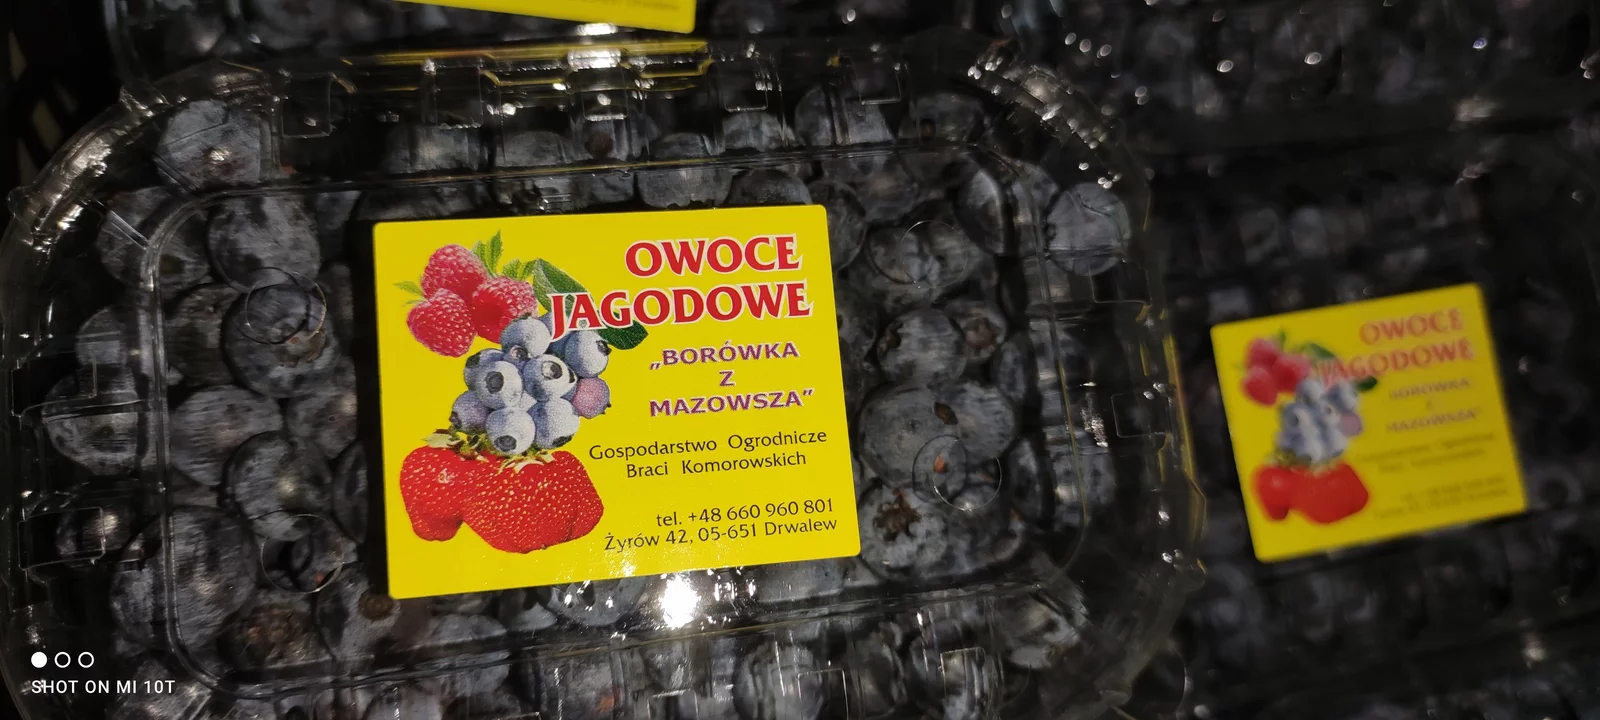 OWOCE
JAGODOWE
„BORÓWKA
Z
MAZOWSZA”
Gospodarstwo Ogrodnicze
Braci Komorowskich
tel. +48 660 960 801
Żyrów 42, 05-651 Drwalew
OWOCE
JAGODOWE
„BORÓWKA
Z
MAZOWSZA”
SHOT ON MI 10T